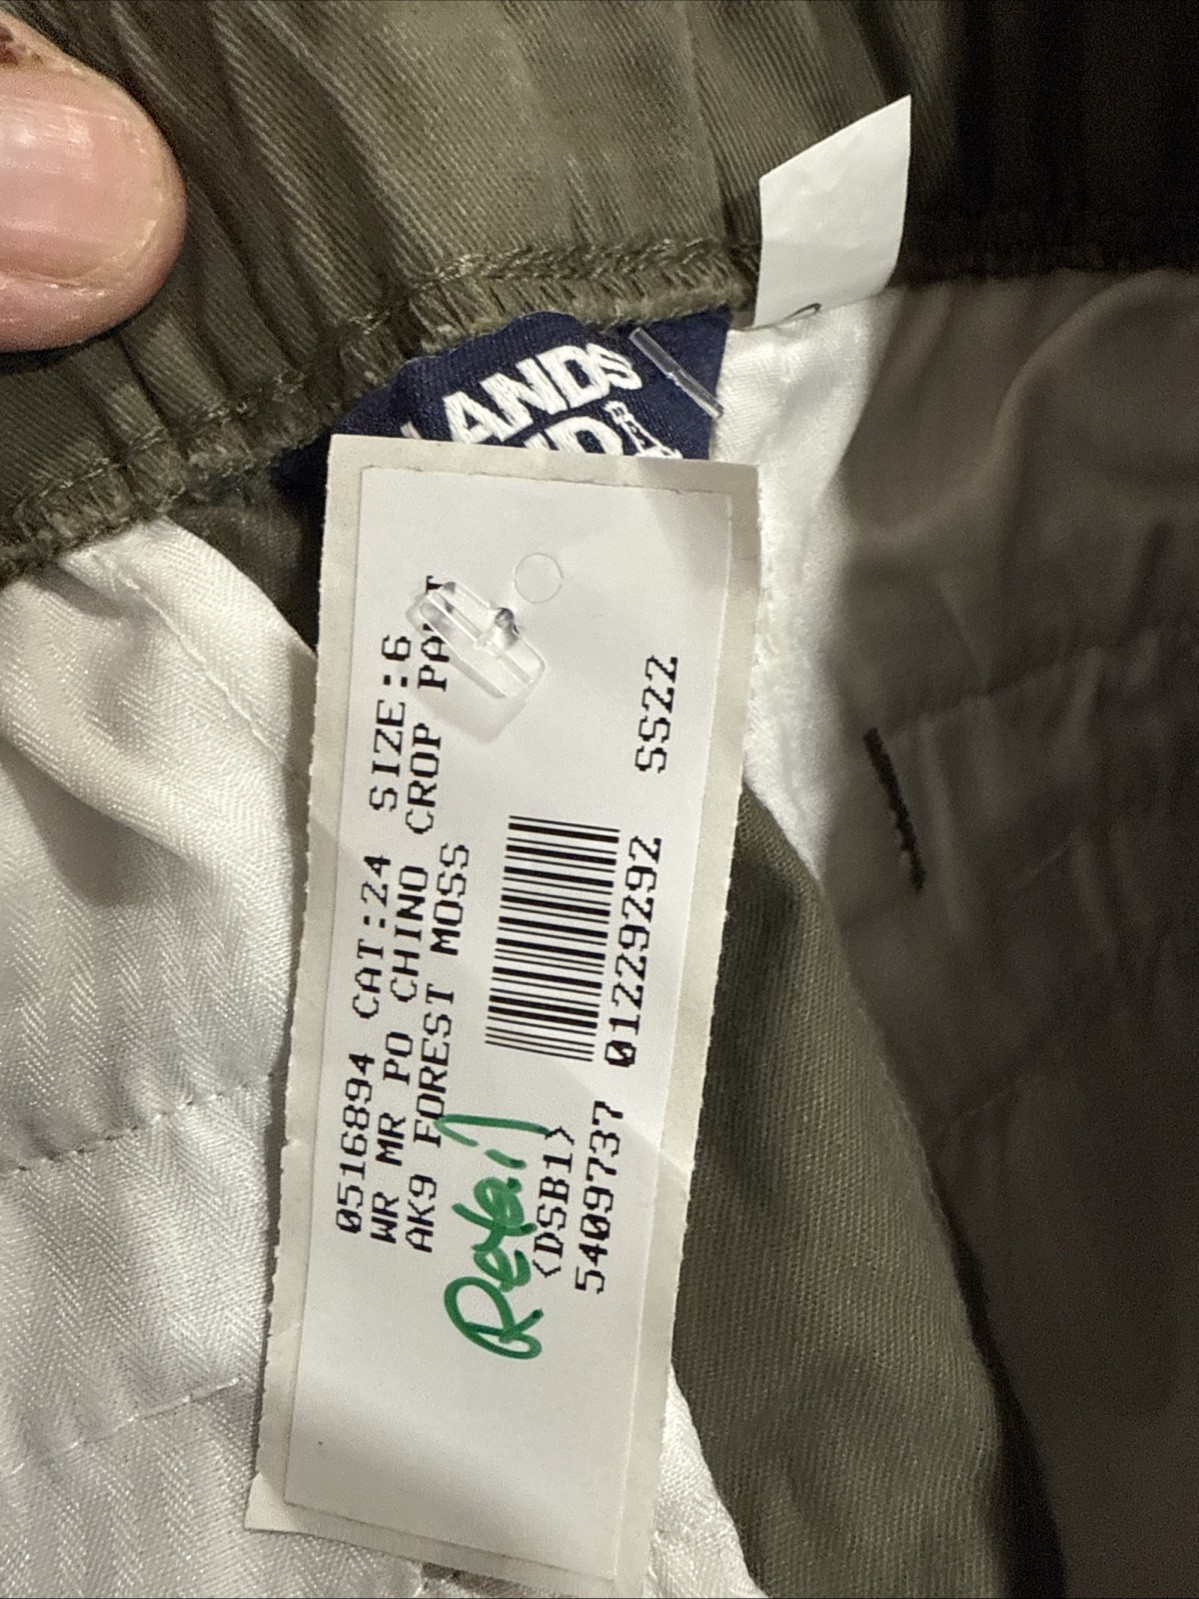 LANDS
0516894 CAT:24 SIZE:6
WR MR PO CHINO CROP
AK9 FOREST MOSS
Retail
<DSB1>
5409737 01229292 SS22